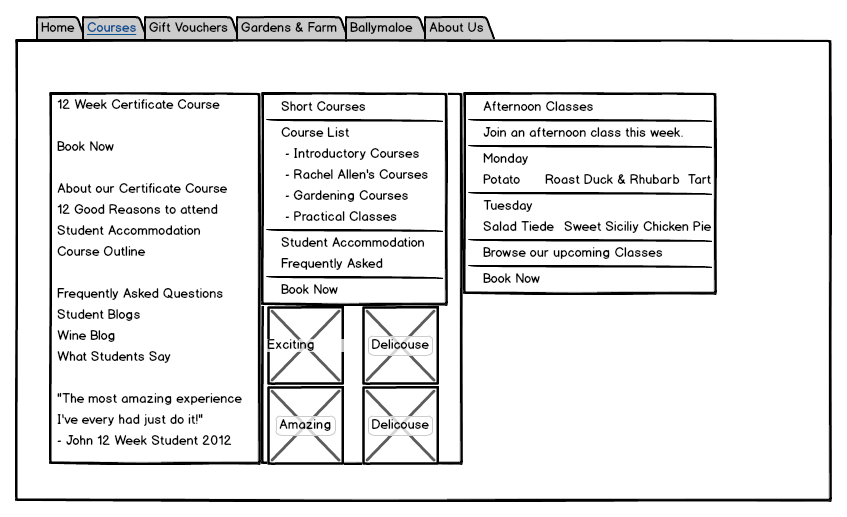 Home Courses Gift Vouchers Gardens & Farm Ballymaloe About Us
12 Week Certificate Course
Book Now
About our Certificate Course
12 Good Reasons to attend
Student Accommodation
Course Outline
Frequently Asked Questions
Student Blogs
Wine Blog
What Students Say
"The most amazing experience
I've every had just do it!"
- John 12 Week Student 2012
Short Courses
Course List
- Introductory Courses
- Rachel Allen's Courses
- Gardening Courses
- Practical Classes
Student Accommodation
Frequently Asked
Book Now
Exciting
Delicouse
Amazing
Delicouse
Afternoon Classes
Join an afternoon class this week.
Monday
Potato Roast Duck & Rhubarb Tart
Tuesday
Salad Tiede Sweet Siciliy Chicken Pie
Browse our upcoming Classes
Book Now